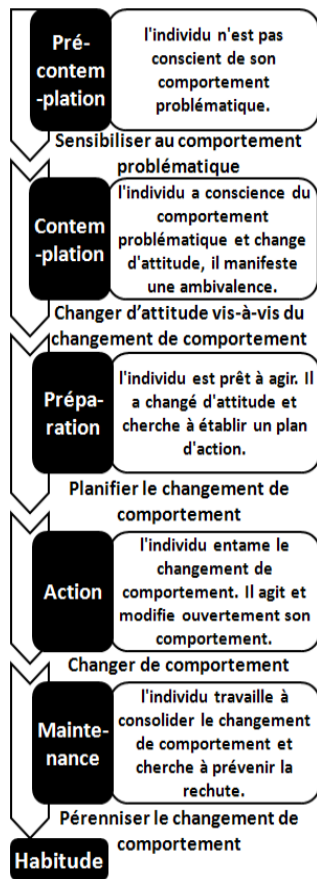 Pré-
contem
-plation
l'individu n'est pas
conscient de son
comportement
problématique.
Sensibiliser au comportement
problématique
Contem
-plation
l'individu a conscience du
comportement
problématique et change
d'attitude, il manifeste
une ambivalence.
Changer d’attitude vis-à-vis du
changement de comportement
Prépa-
ration
l'individu est prêt à agir. Il
a changé d'attitude et
cherche à établir un plan
d'action.
Planifier le changement de
comportement
Action
l'individu entame le
changement de
comportement. Il agit et
modifie ouvertement son
comportement.
Changer de comportement
Mainte-
nance
l'individu travaille à
consolider le changement
de comportement et
cherche à prévenir la
rechute.
Pérenniser le changement de
comportement
Habitude